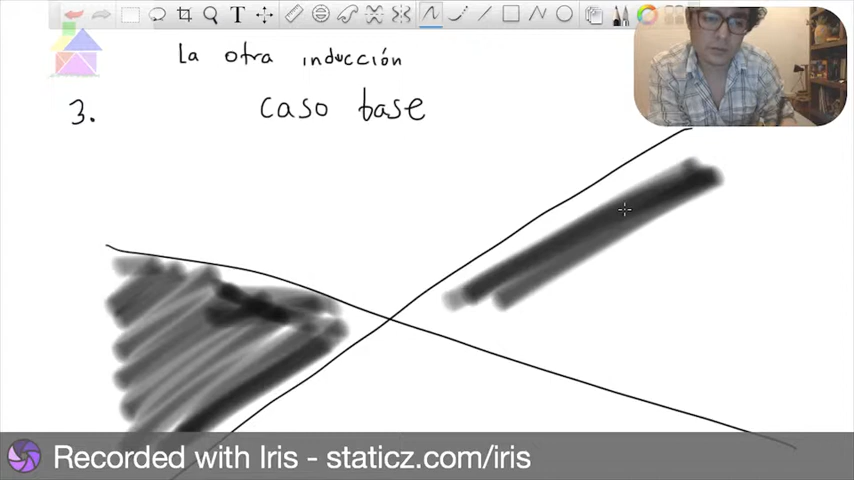 La otra inducción
3. caso base
Recorded with Iris - staticz.com/iris